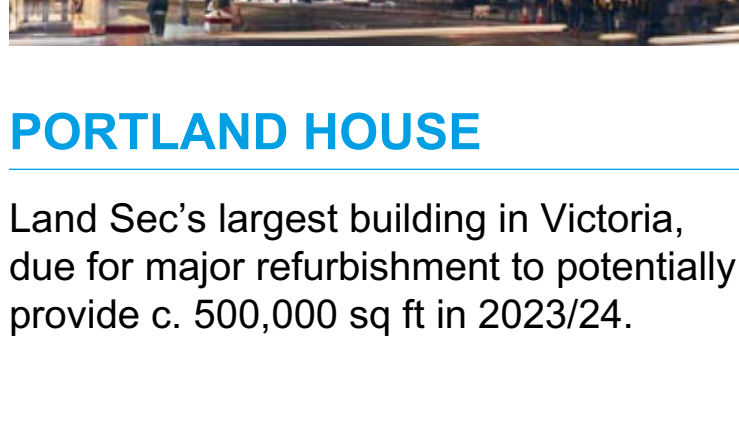 PORTLAND HOUSE
Land Sec’s largest building in Victoria,
due for major refurbishment to potentially
provide c. 500,000 sq ft in 2023/24.